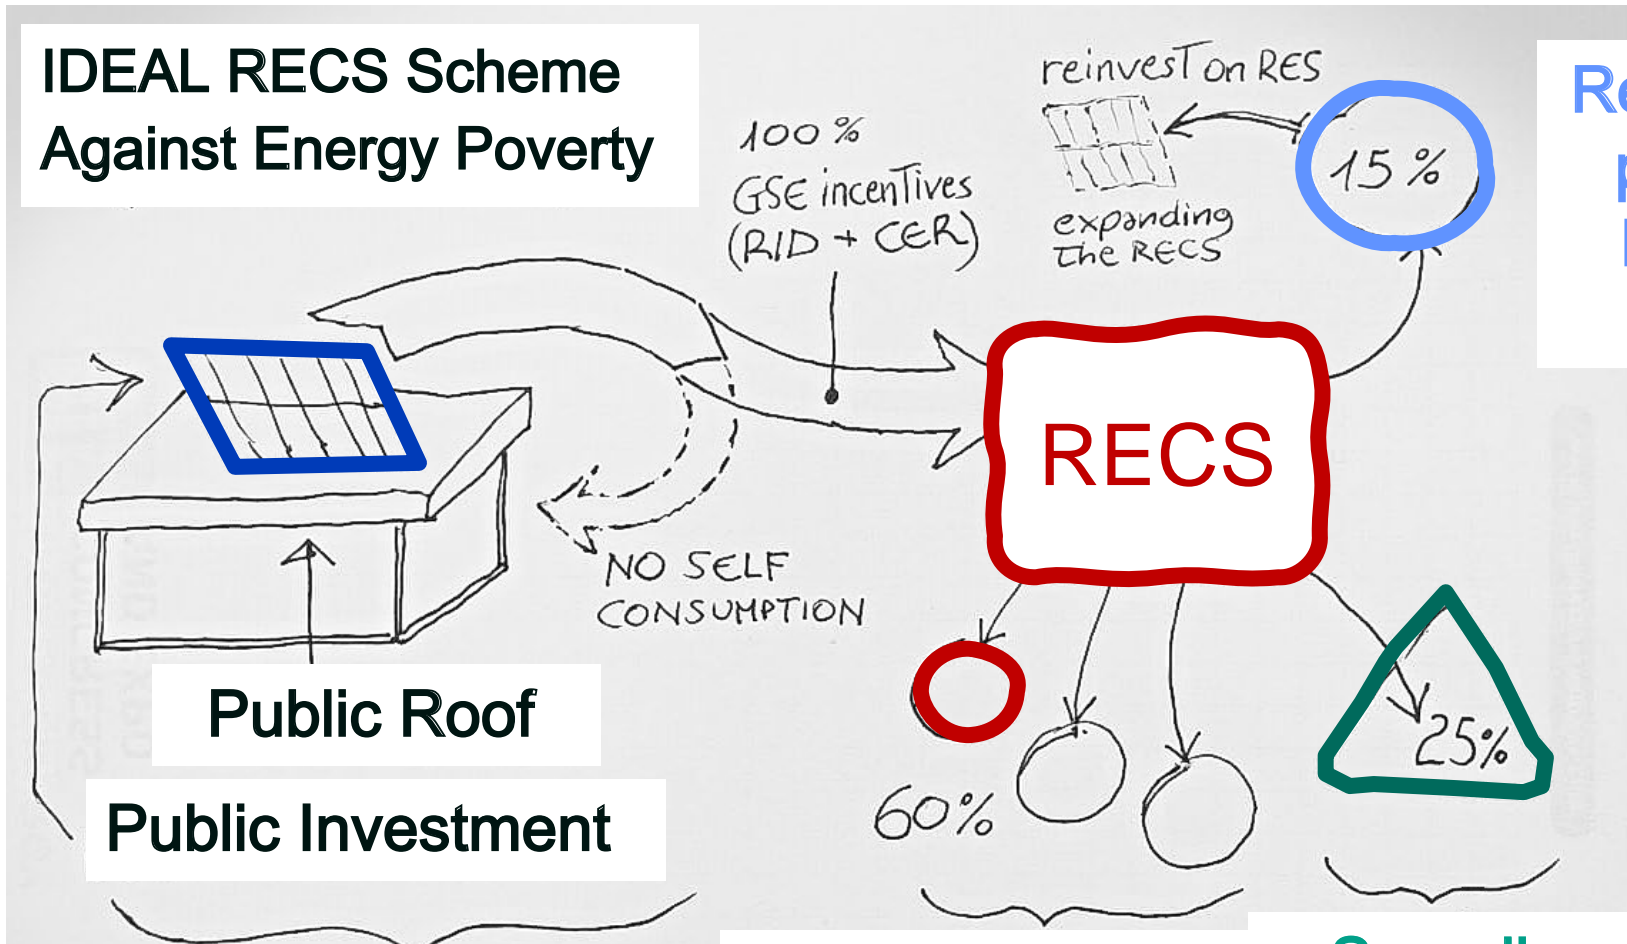 IDEAL RECS Scheme
Against Energy Poverty
100 %
GSE incenTives
(RID + CER)
reinvesT on RES
expanding
The RECS
15 %
RECS
NO SELF
CONSUMPTION
Public Roof
Public Investment
60%
25%